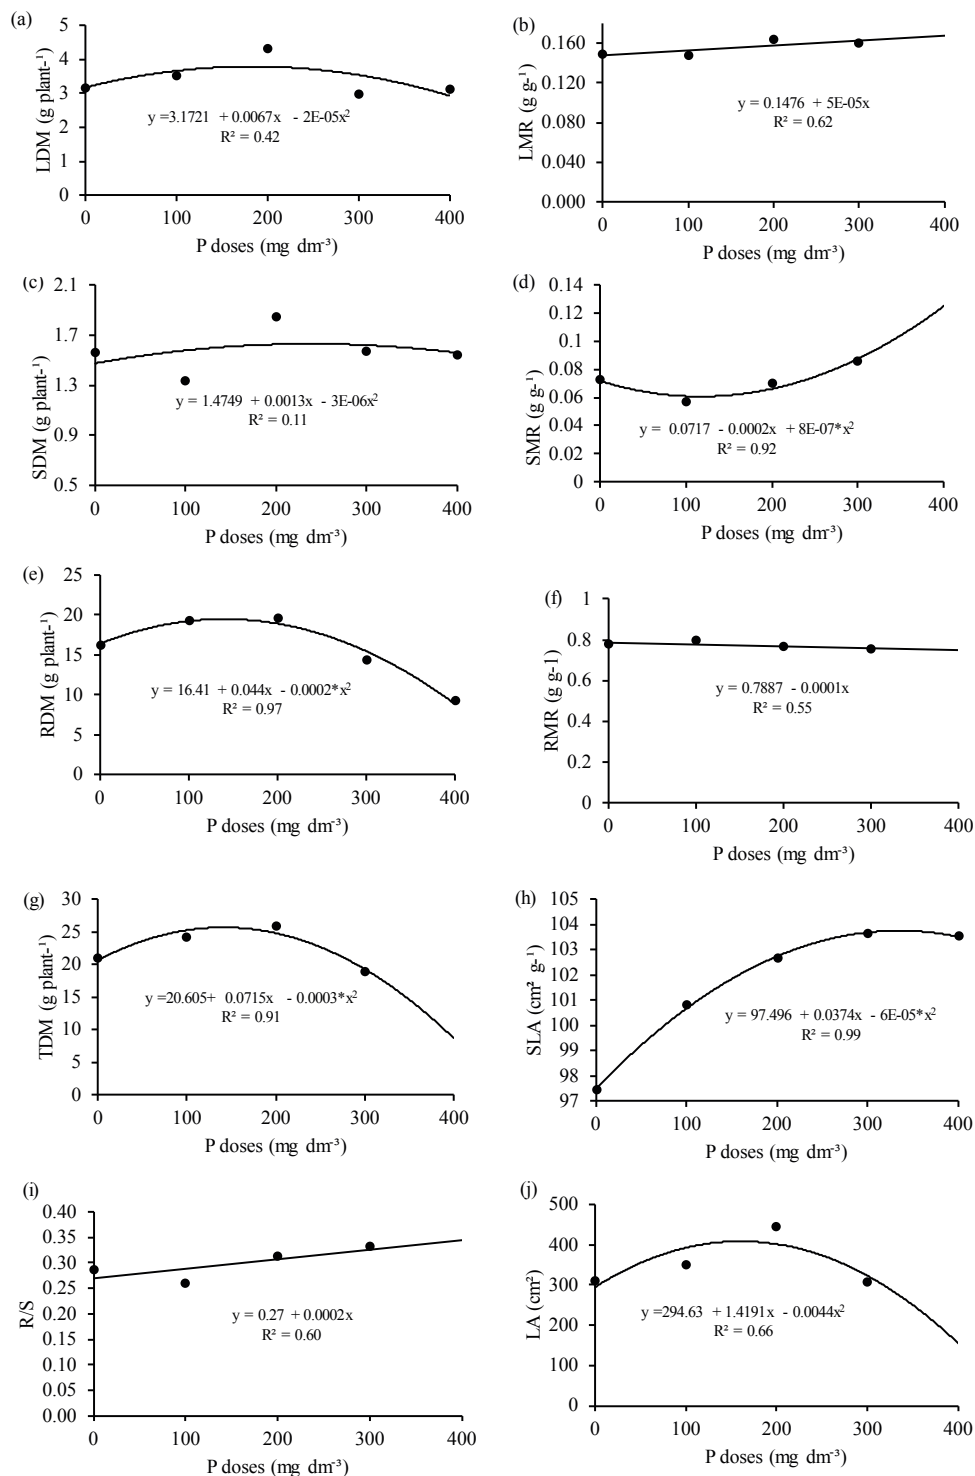 (a)
5
4
3
2
1
0
LDM (g plant-¹)
y =3.1721 + 0.0067x - 2E-05x²
R² = 0.42
0 100 200 300 400
P doses (mg dm-³)
(b)
0.160
0.120
0.080
0.040
0.000
LMR (g g-¹)
y = 0.1476 + 5E-05x
R² = 0.62
0 100 200 300 400
P doses (mg dm-³)
(c)
2.1
1.7
1.3
0.9
0.5
SDM (g plant-¹)
y = 1.4749 + 0.0013x - 3E-06x²
R² = 0.11
0 100 200 300 400
P doses (mg dm-³)
(d)
0.14
0.12
0.1
0.08
0.06
0.04
0.02
0
SMR (g g-¹)
y = 0.0717 - 0.0002x + 8E-07*x²
R² = 0.92
0 100 200 300 400
P doses (mg dm-³)
(e)
25
20
15
10
5
0
RDM (g plant-¹)
y = 16.41 + 0.044x - 0.0002*x²
R² = 0.97
0 100 200 300 400
P doses (mg dm-³)
(f)
1
0.8
0.6
0.4
0.2
0
RMR (g g-1)
y = 0.7887 - 0.0001x
R² = 0.55
0 100 200 300 400
P doses (mg dm-³)
(g)
30
25
20
15
10
5
0
TDM (g plant-¹)
y =20.605+ 0.0715x - 0.0003*x²
R² = 0.91
0 100 200 300 400
P doses (mg dm-³)
(h)
105
104
103
102
101
100
99
98
97
SLA (cm² g-¹)
y = 97.496 + 0.0374x - 6E-05*x²
R² = 0.99
0 100 200 300 400
P doses (mg dm-³)
(i)
0.40
0.35
0.30
0.25
0.20
0.15
0.10
0.05
0.00
R/S
y = 0.27 + 0.0002x
R² = 0.60
0 100 200 300 400
P doses (mg dm-³)
(j)
500
400
300
200
100
0
LA (cm²)
y =294.63 + 1.4191x - 0.0044x²
R² = 0.66
0 100 200 300 400
P doses (mg dm-³)